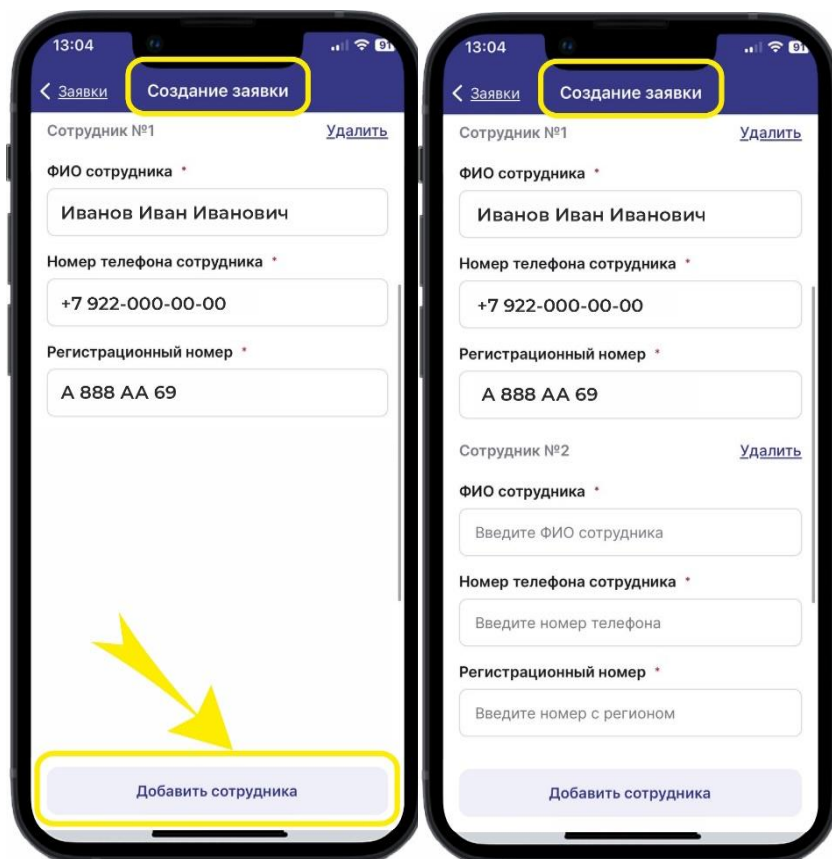 13:04
91
Заявки Создание заявки
Сотрудник №1 Удалить
ФИО сотрудника *
Иванов Иван Иванович
Номер телефона сотрудника *
+7 922-000-00-00
Регистрационный номер *
А 888 АА 69
Добавить сотрудника
13:04
91
Заявки Создание заявки
Сотрудник №1 Удалить
ФИО сотрудника *
Иванов Иван Иванович
Номер телефона сотрудника *
+7 922-000-00-00
Регистрационный номер *
А 888 АА 69
Сотрудник №2 Удалить
ФИО сотрудника *
Введите ФИО сотрудника
Номер телефона сотрудника *
Введите номер телефона
Регистрационный номер *
Введите номер с регионом
Добавить сотрудника